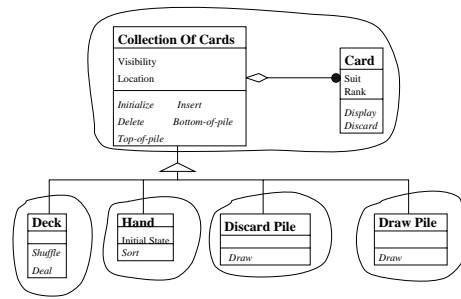 Collection Of Cards
Visibility
Location
Initialize Insert
Delete Bottom-of-pile
Top-of-pile
Card
Suit
Rank
Display
Discard
Deck
Shuffle
Deal
Hand
Initial State
Sort
Discard Pile
Draw
Draw Pile
Draw